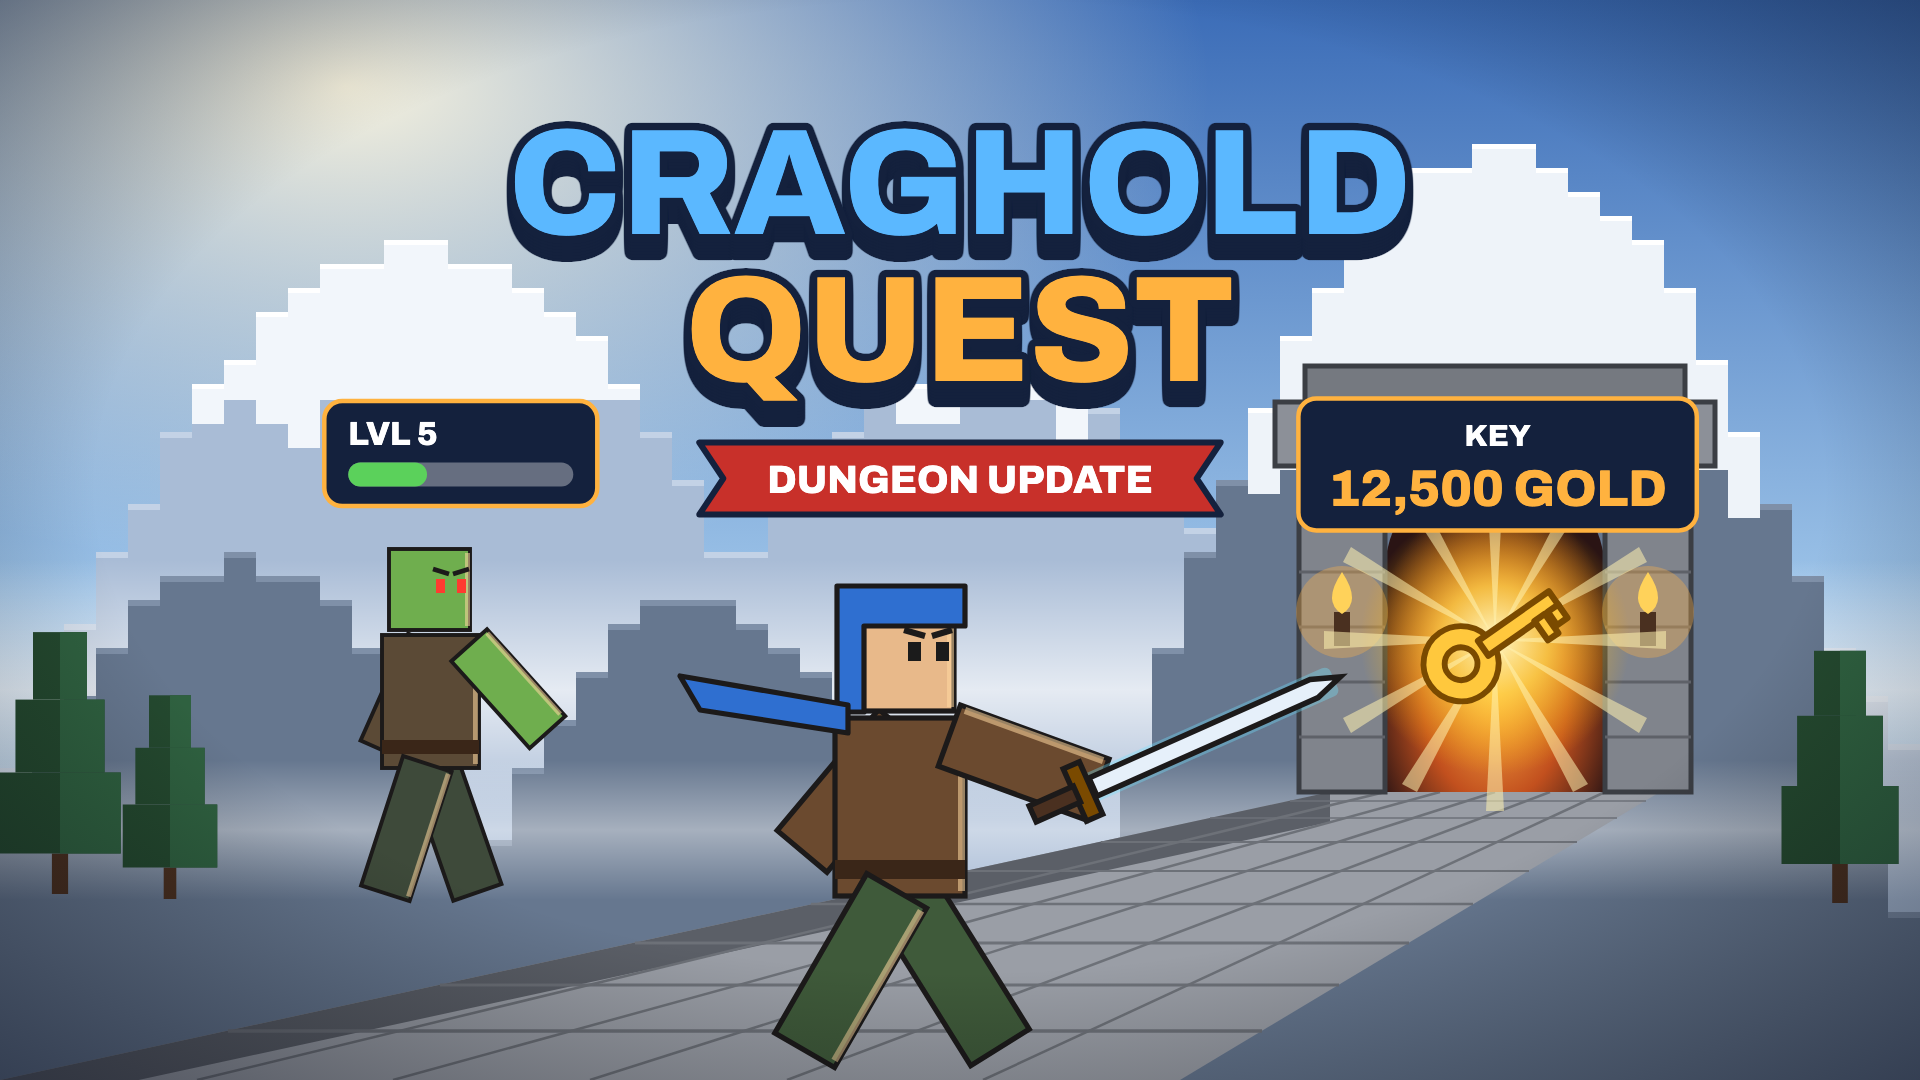 CRAGHOLD
QUEST
LVL 5
DUNGEON UPDATE
KEY
12,500 GOLD